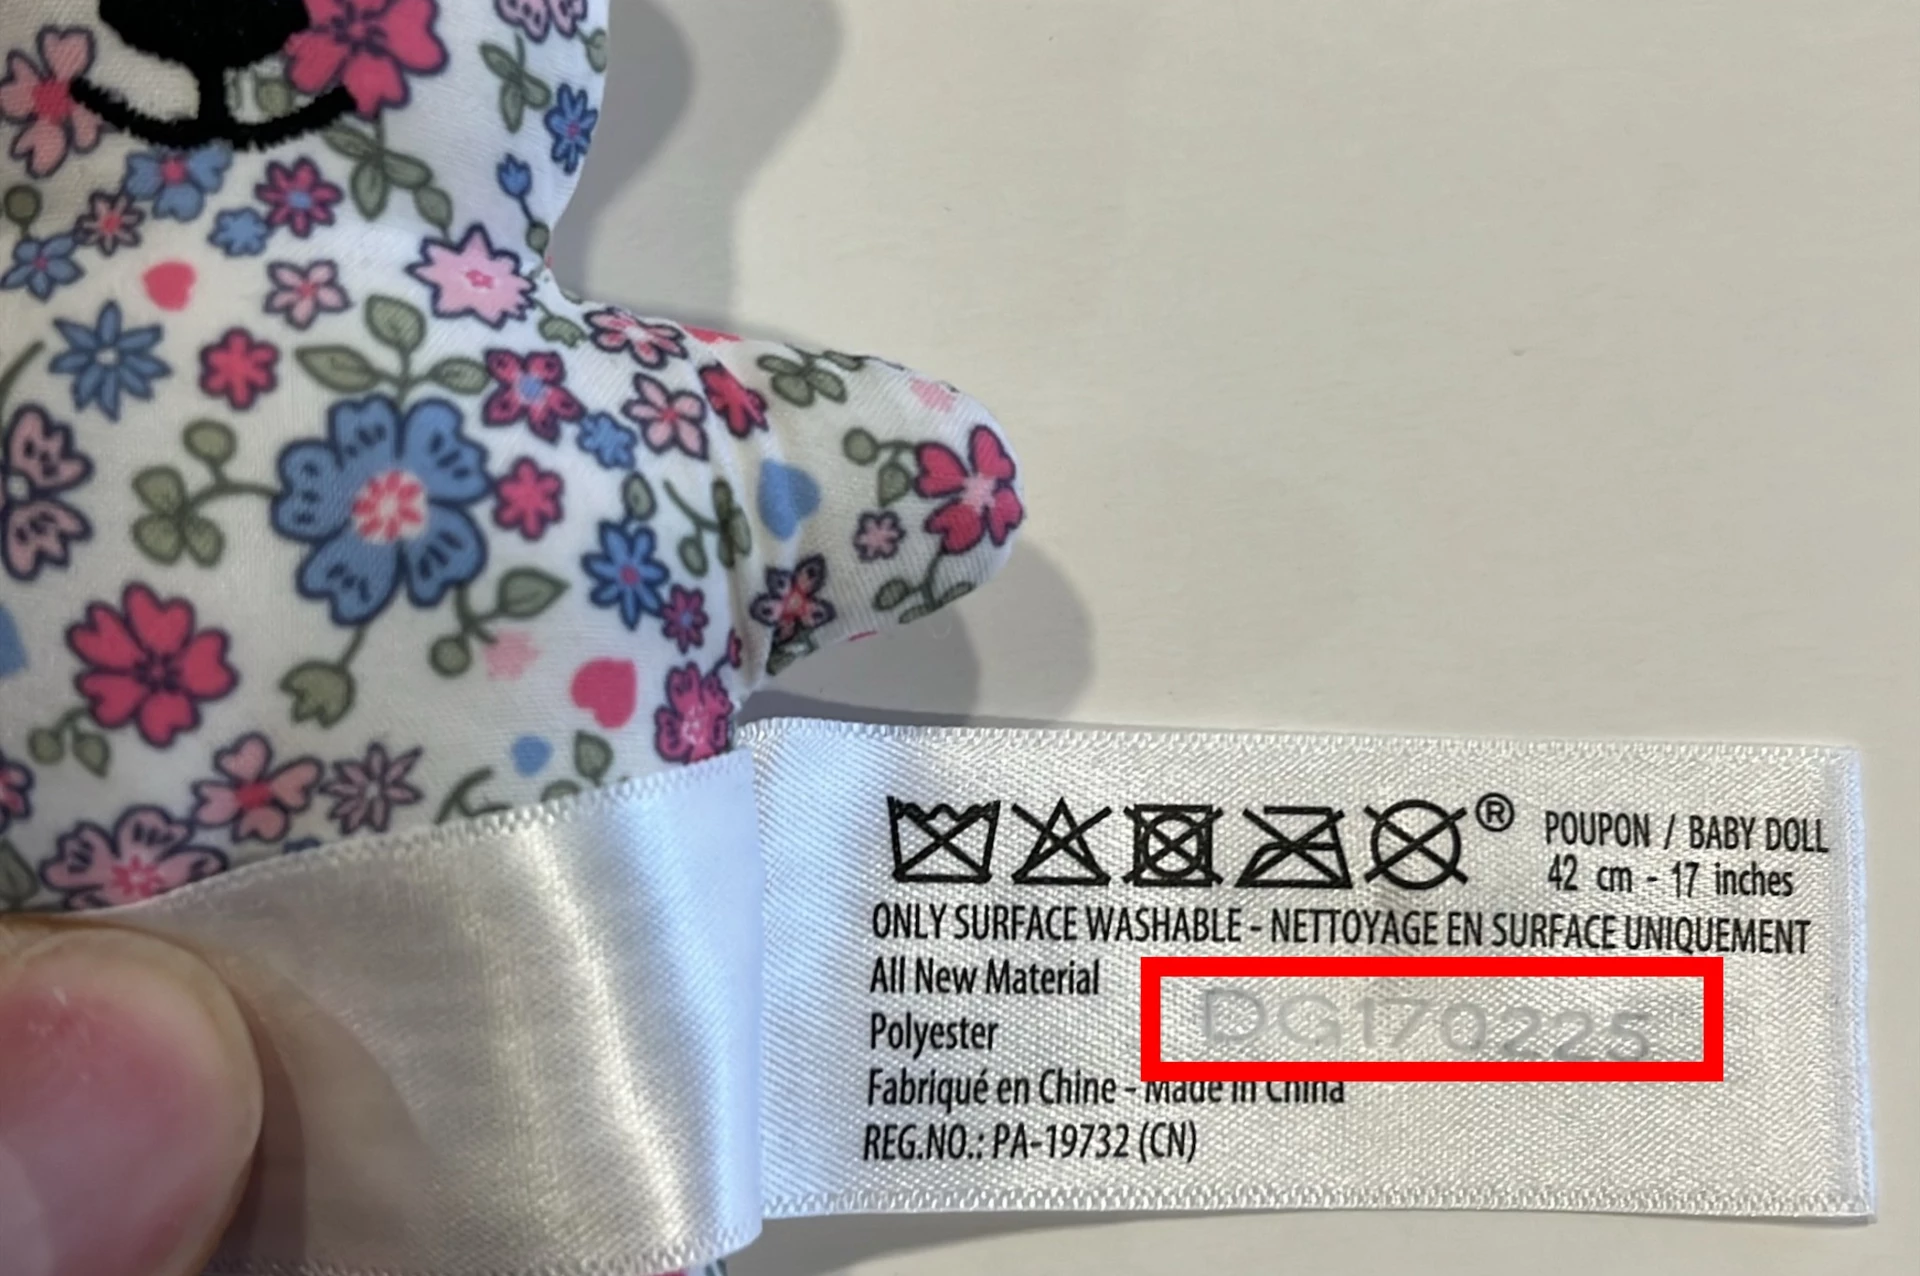 ® POUPON / BABY DOLL
42 cm - 17 inches
ONLY SURFACE WASHABLE - NETTOYAGE EN SURFACE UNIQUEMENT
All New Material
DG170225
Polyester
Fabriqué en Chine - Made in China
REG.NO.: PA-19732 (CN)